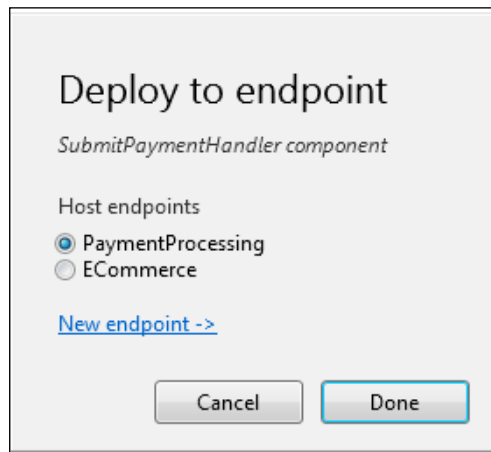 Deploy to endpoint
SubmitPaymentHandler component
Host endpoints
PaymentProcessing
ECommerce
New endpoint ->
Cancel Done